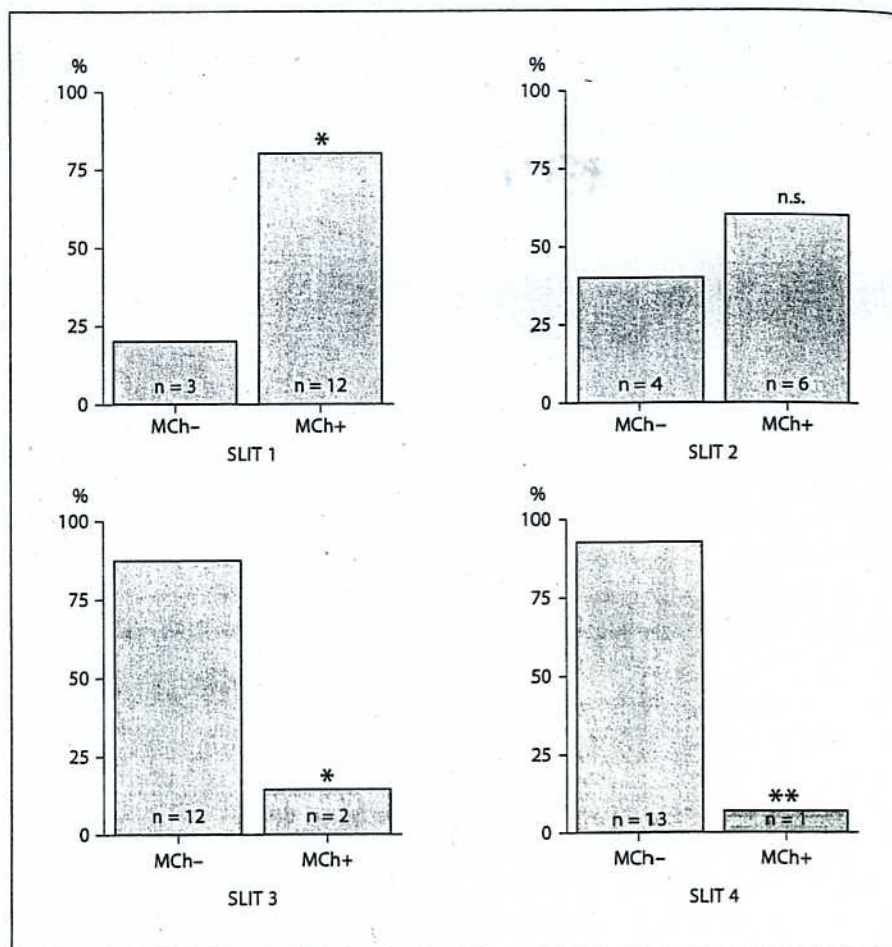 %
100
75
50
25
0
*
n = 3
n = 12
MCh−
MCh+
SLIT 1
%
100
75
50
25
0
n.s.
n = 4
n = 6
MCh−
MCh+
SLIT 2
%
100
75
50
25
0
*
n = 12
n = 2
MCh−
MCh+
SLIT 3
%
100
75
50
25
0
**
n = 13
n = 1
MCh−
MCh+
SLIT 4